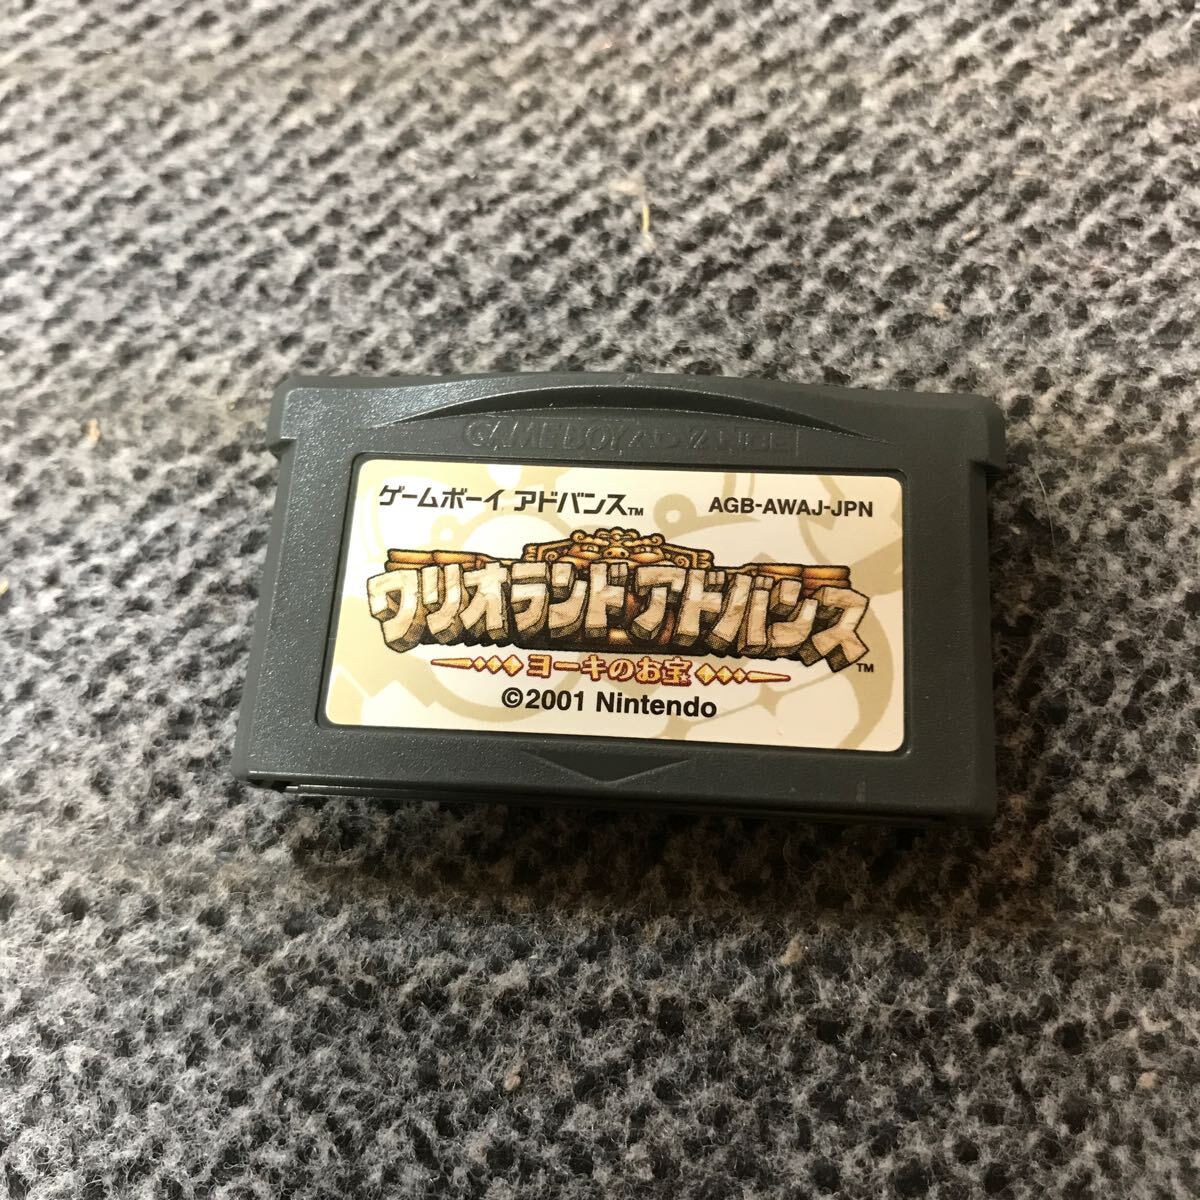 GAME BOY ADVANCE
ゲームボーイ アドバンス™ AGB-AWAJ-JPN
ワリオランドアドバンス™
ヨーキのお宝
©2001 Nintendo